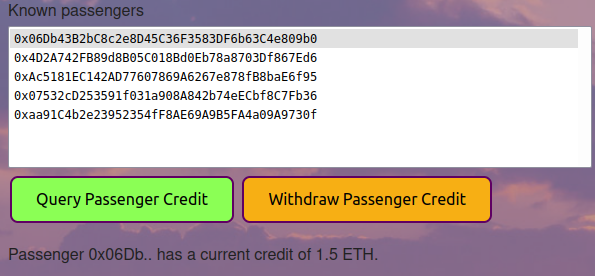 Known passengers
0x06Db43B2bC8c2e8D45C36F3583DF6b63C4e809b0
0x4D2A742FB89d8B05C018Bd0Eb78a8703Df867Ed6
0xAc5181EC142AD77607869A6267e878fB8baE6f95
0x07532cD253591f031a908A842b74eECbf8C7Fb36
0xaa91C4b2e23952354fF8AE69A9B5FA4a09A9730f
Query Passenger Credit Withdraw Passenger Credit
Passenger 0x06Db.. has a current credit of 1.5 ETH.